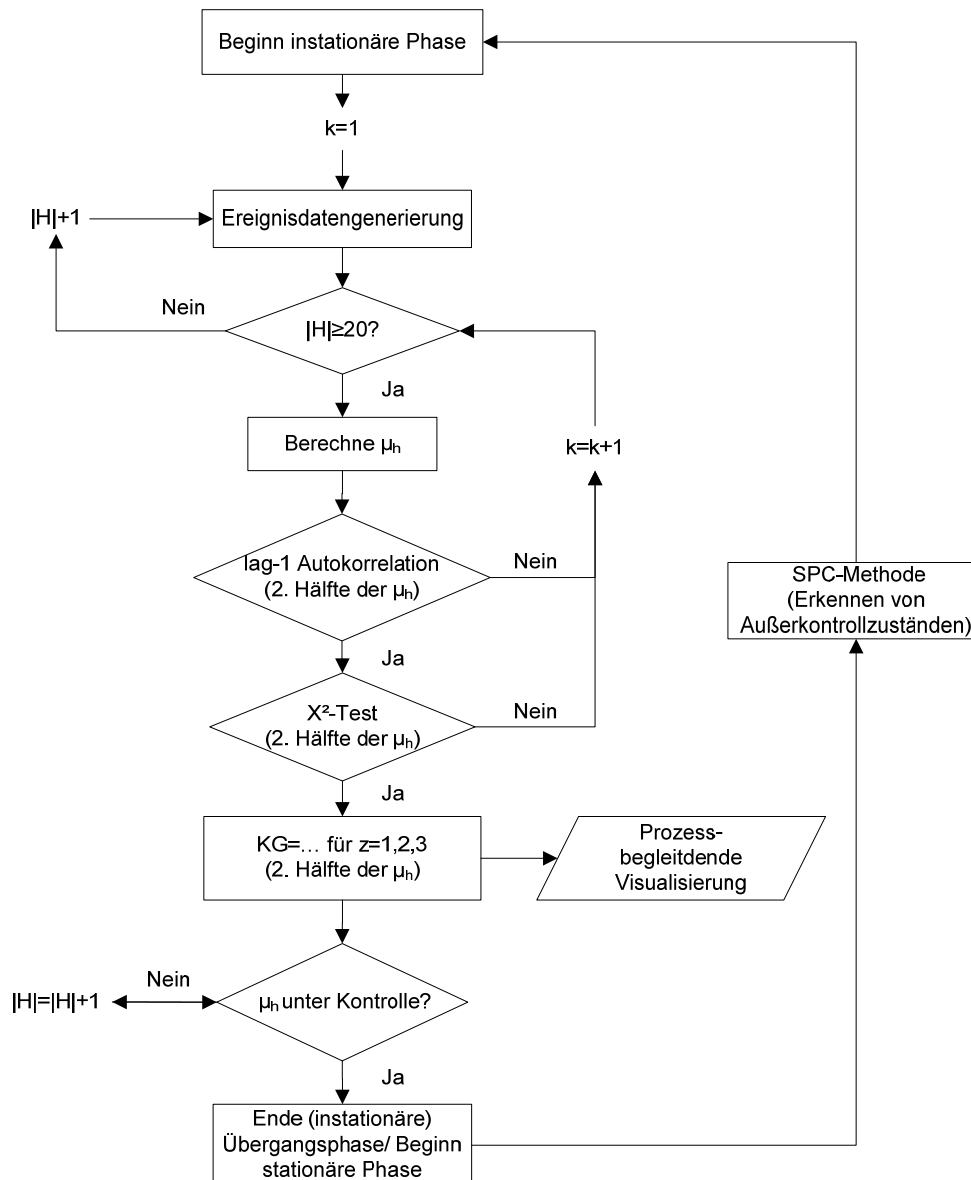 Beginn instationäre Phase
k=1
|H|+1
Ereignisdatengenerierung
Nein
|H|≥20?
Ja
Berechne µₕ
k=k+1
lag-1 Autokorrelation
(2. Hälfte der µₕ)
Nein
Ja
SPC-Methode
(Erkennen von
Außerkontrollzuständen)
X²-Test
(2. Hälfte der µₕ)
Nein
Ja
KG=... für z=1,2,3
(2. Hälfte der µₕ)
Prozess-
begleitdende
Visualisierung
Nein
|H|=|H|+1
µₕ unter Kontrolle?
Ja
Ende (instationäre)
Übergangsphase/ Beginn
stationäre Phase